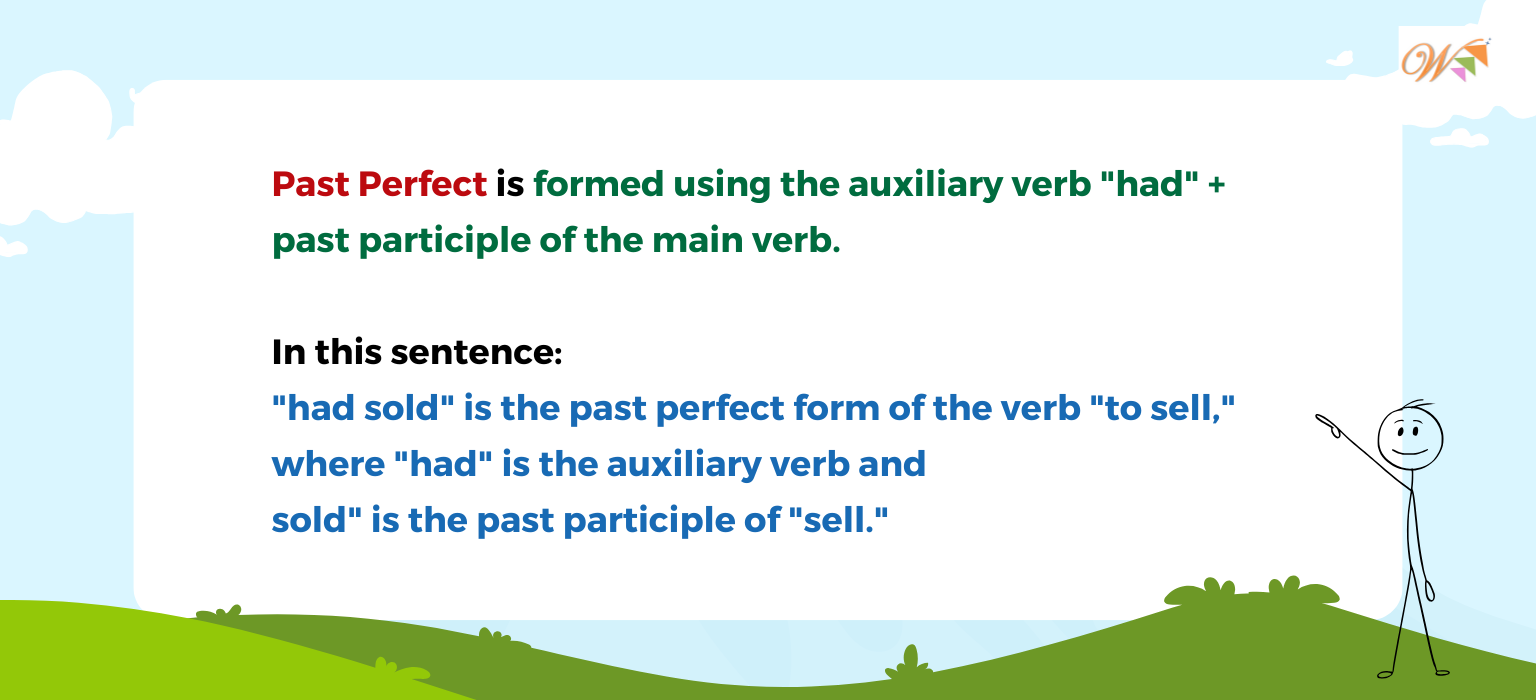 W
Past Perfect is formed using the auxiliary verb "had" +
past participle of the main verb.
In this sentence:
"had sold" is the past perfect form of the verb "to sell,"
where "had" is the auxiliary verb and
sold" is the past participle of "sell."